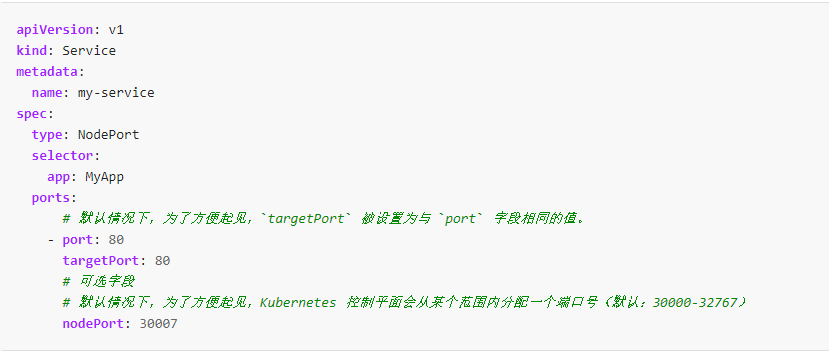 apiVersion: v1
kind: Service
metadata:
  name: my-service
spec:
  type: NodePort
  selector:
    app: MyApp
  ports:
      # 默认情况下，为了方便起见，`targetPort` 被设置为与 `port` 字段相同的值。
    - port: 80
      targetPort: 80
      # 可选字段
      # 默认情况下，为了方便起见，Kubernetes 控制平面会从某个范围内分配一个端口号（默认：30000-32767）
      nodePort: 30007